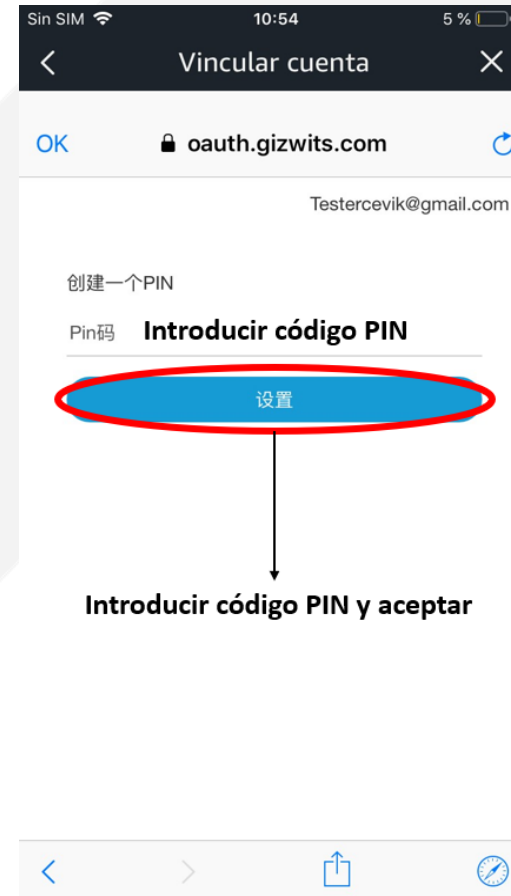 Sin SIM 10:54 5 %
Vincular cuenta
OK oauth.gizwits.com
Testercevik@gmail.com
创建一个PIN
Pin码 Introducir código PIN
设置
Introducir código PIN y aceptar